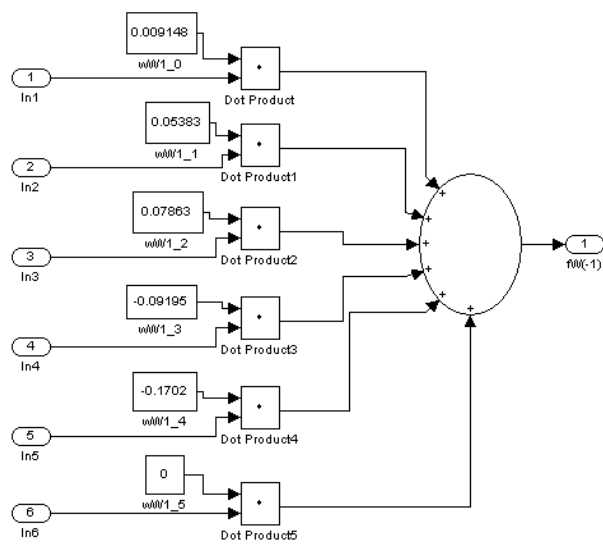 0.009148
wW1_0
1
In1
Dot Product
0.05383
wW1_1
2
In2
Dot Product1
0.07863
wW1_2
3
In3
Dot Product2
1
fW(-1)
-0.09195
wW1_3
4
In4
Dot Product3
-0.1702
wW1_4
5
In5
Dot Product4
0
wW1_5
6
In6
Dot Product5
+
+
+
+
+
+